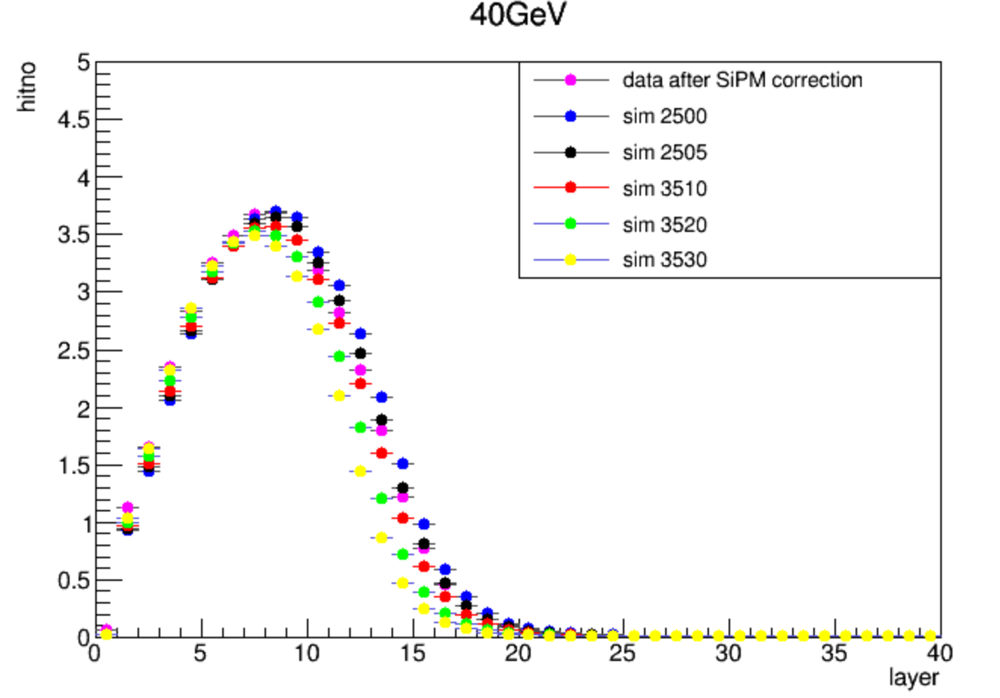 40GeV
hitno
5
4.5
4
3.5
3
2.5
2
1.5
1
0.5
0
data after SiPM correction
sim 2500
sim 2505
sim 3510
sim 3520
sim 3530
0 5 10 15 20 25 30 35 40
layer